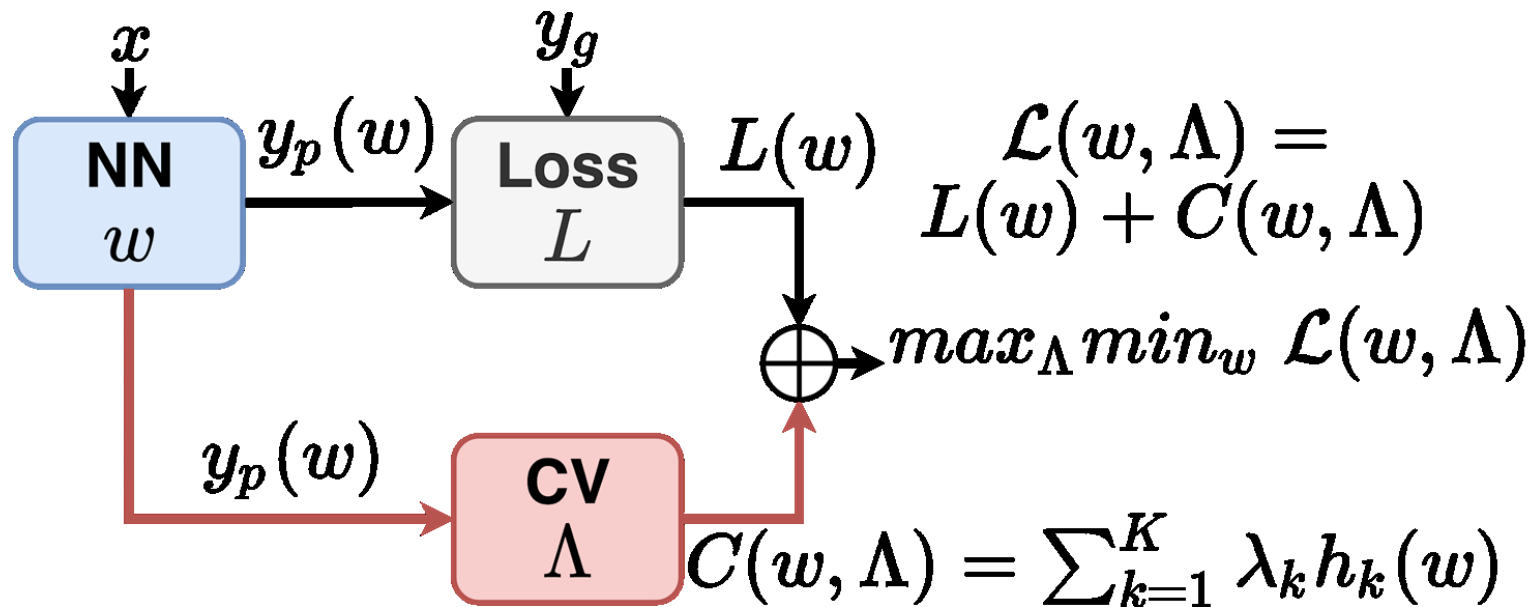 x
y_g
NN
w
y_p(w)
Loss
L
L(w)
ℒ(w, Λ) =
L(w) + C(w, Λ)
max_Λ min_w ℒ(w, Λ)
y_p(w)
CV
Λ
C(w, Λ) = ∑_{k=1}^{K} λ_k h_k(w)